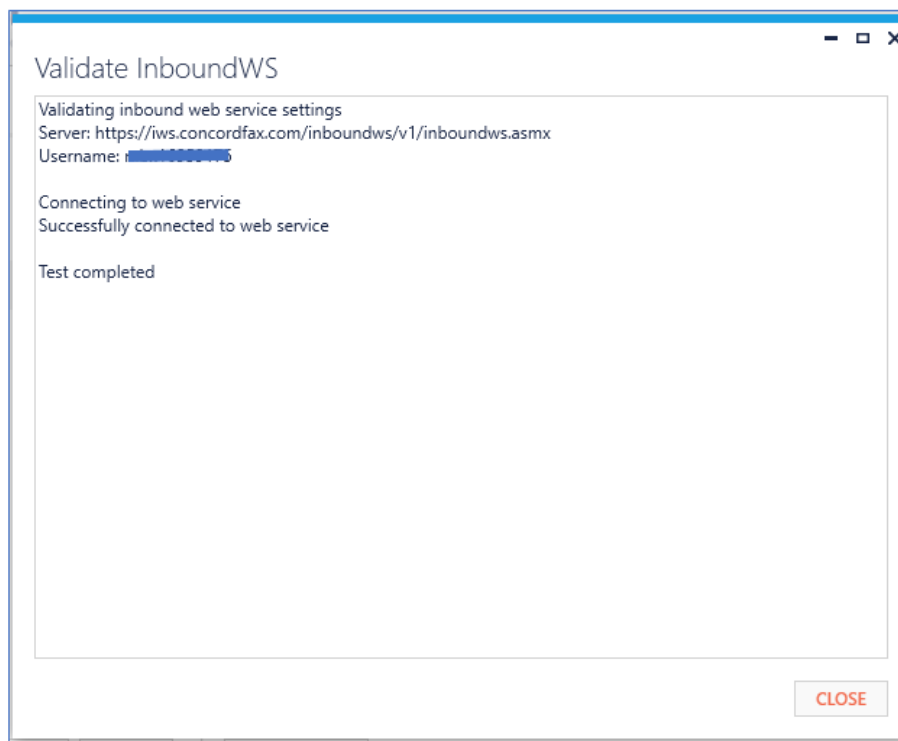 Validate InboundWS
Validating inbound web service settings
Server: https://iws.concordfax.com/inboundws/v1/inboundws.asmx
Username:
Connecting to web service
Successfully connected to web service
Test completed
CLOSE